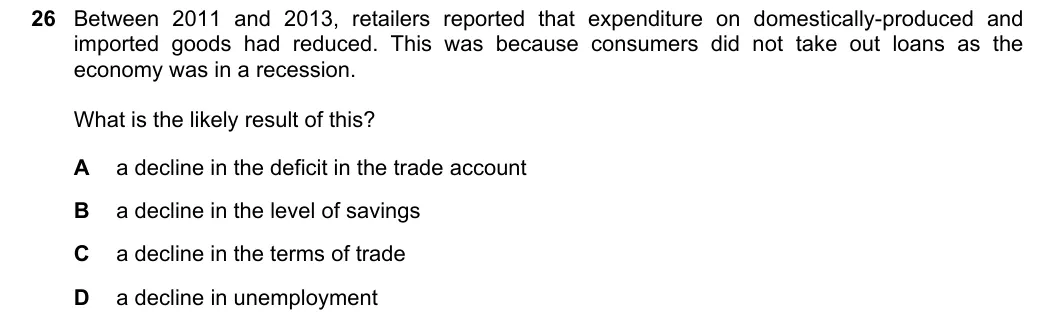 26 Between 2011 and 2013, retailers reported that expenditure on domestically-produced and
imported goods had reduced. This was because consumers did not take out loans as the
economy was in a recession.
What is the likely result of this?
A a decline in the deficit in the trade account
B a decline in the level of savings
C a decline in the terms of trade
D a decline in unemployment